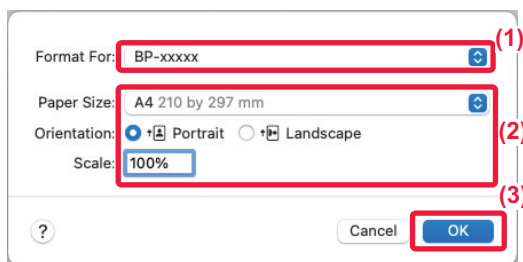 (1)
Format For: BP-xxxxx
Paper Size: A4 210 by 297 mm
Orientation: Portrait Landscape
(2)
Scale: 100%
(3)
? Cancel OK